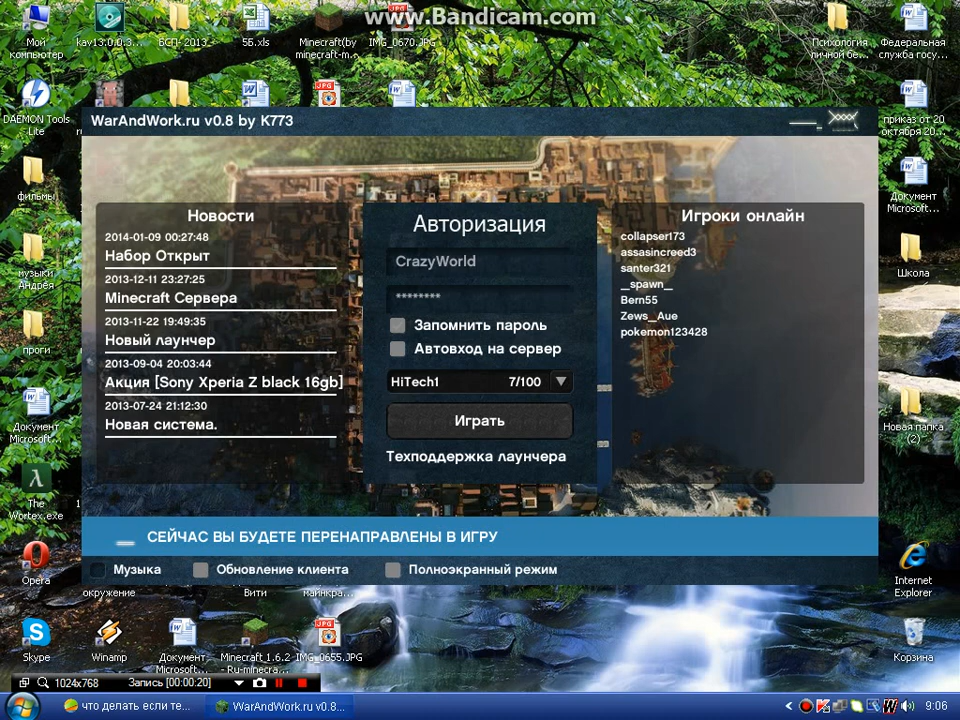 www.Bandicam.com
Мой компьютер
kav13.0.0.3...
БСП- 2013-
5Б.xls
Minecraft(by minecraft-m...
IMG_0670.JPG
Психология личной бе...
Федеральная служба госу...
DAEMON Tools Lite
приказ от 20 октября 20...
WarAndWork.ru v0.8 by K773
фильмы
Документ Microsoft...
музыки Андрея
Школа
проги
Документ Microsoft...
Новая папка (2)
The Wortex.exe
Opera
Internet Explorer
Новости
2014-01-09 00:27:48
Набор Открыт
2013-12-11 23:27:25
Minecraft Сервера
2013-11-22 19:49:35
Новый лаунчер
2013-09-04 20:03:44
Акция [Sony Xperia Z black 16gb]
2013-07-24 21:12:30
Новая система.
Авторизация
CrazyWorld
********
Запомнить пароль
Автовход на сервер
HiTech1 7/100
Играть
Техподдержка лаунчера
Игроки онлайн
collapser173
assasincreed3
santer321
__spawn__
Bern55
Zews_Aue
pokemon123428
СЕЙЧАС ВЫ БУДЕТЕ ПЕРЕНАПРАВЛЕНЫ В ИГРУ
Музыка
Обновление клиента
Полноэкранный режим
окружение
Вити
майнкра...
Skype
Winamp
Документ Microsoft...
Minecraft 1.6.2 - Ru-minecra...
IMG_0655.JPG
Корзина
1024x768
Запись [00:00:20]
что делать если те...
WarAndWork.ru v0.8...
9:06